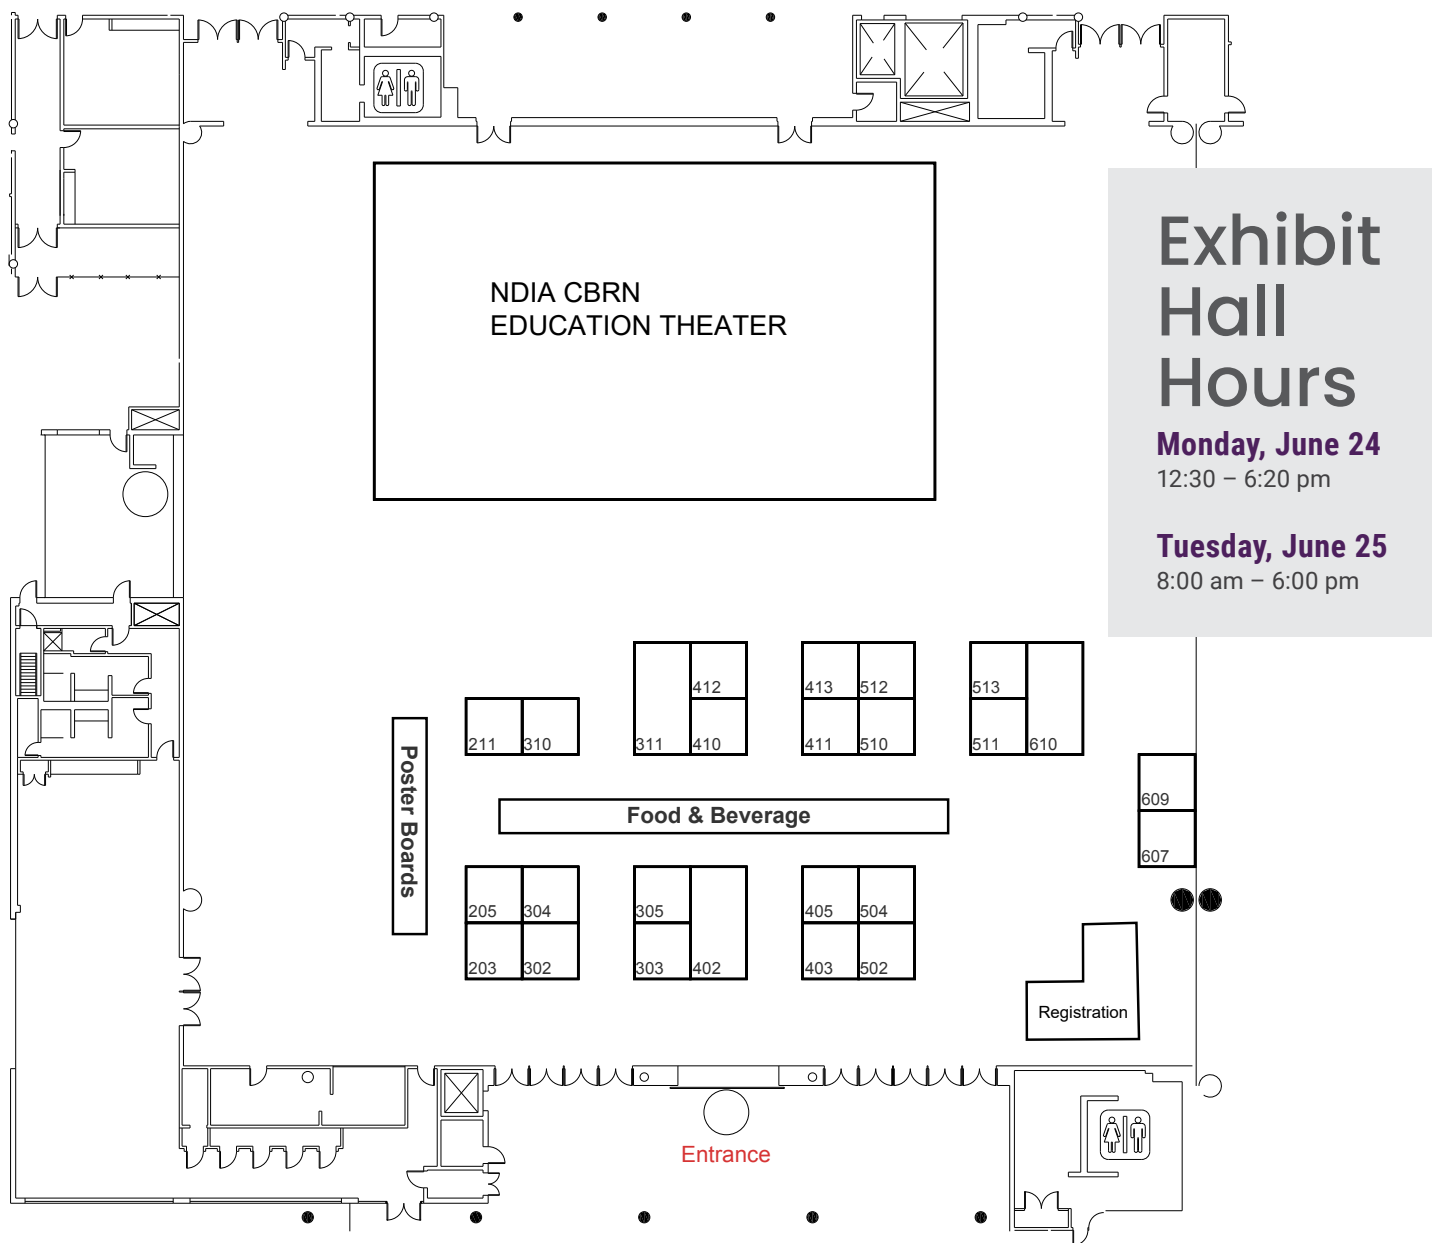 NDIA CBRN
EDUCATION THEATER
Exhibit
Hall
Hours
Monday, June 24
12:30 – 6:20 pm
Tuesday, June 25
8:00 am – 6:00 pm
412
413
512
513
211
310
311
410
411
510
511
610
Poster Boards
Food & Beverage
609
607
205
304
305
405
504
203
302
303
402
403
502
Registration
Entrance